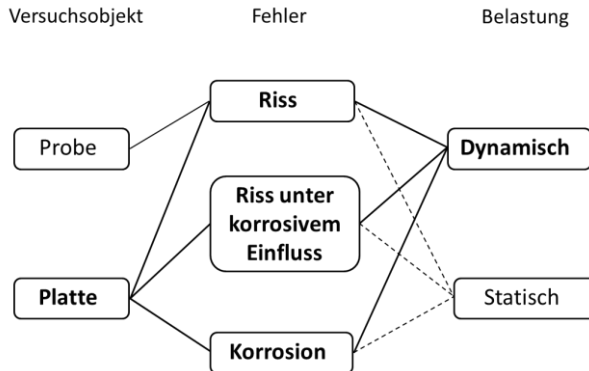 Versuchsobjekt
Fehler
Belastung
Riss
Probe
Dynamisch
Riss unter
korrosivem
Einfluss
Platte
Statisch
Korrosion